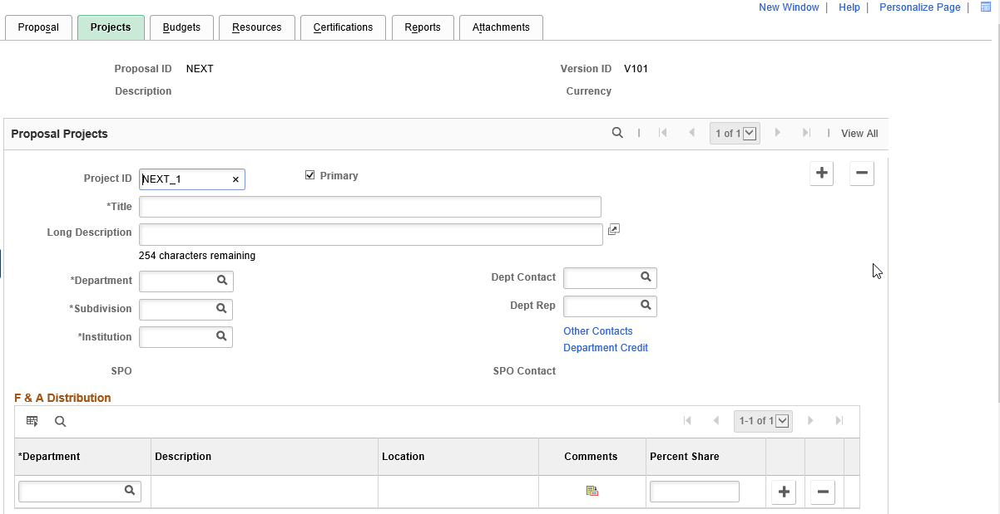 New Window | Help | Personalize Page |
Proposal Projects Budgets Resources Certifications Reports Attachments
Proposal ID NEXT Version ID V101
Description Currency
Proposal Projects 1 of 1 View All
Project ID NEXT_1 × Primary
*Title
Long Description
254 characters remaining
*Department Dept Contact
*Subdivision Dept Rep
*Institution Other Contacts
Department Credit
SPO SPO Contact
F & A Distribution
1-1 of 1
*Department Description Location Comments Percent Share